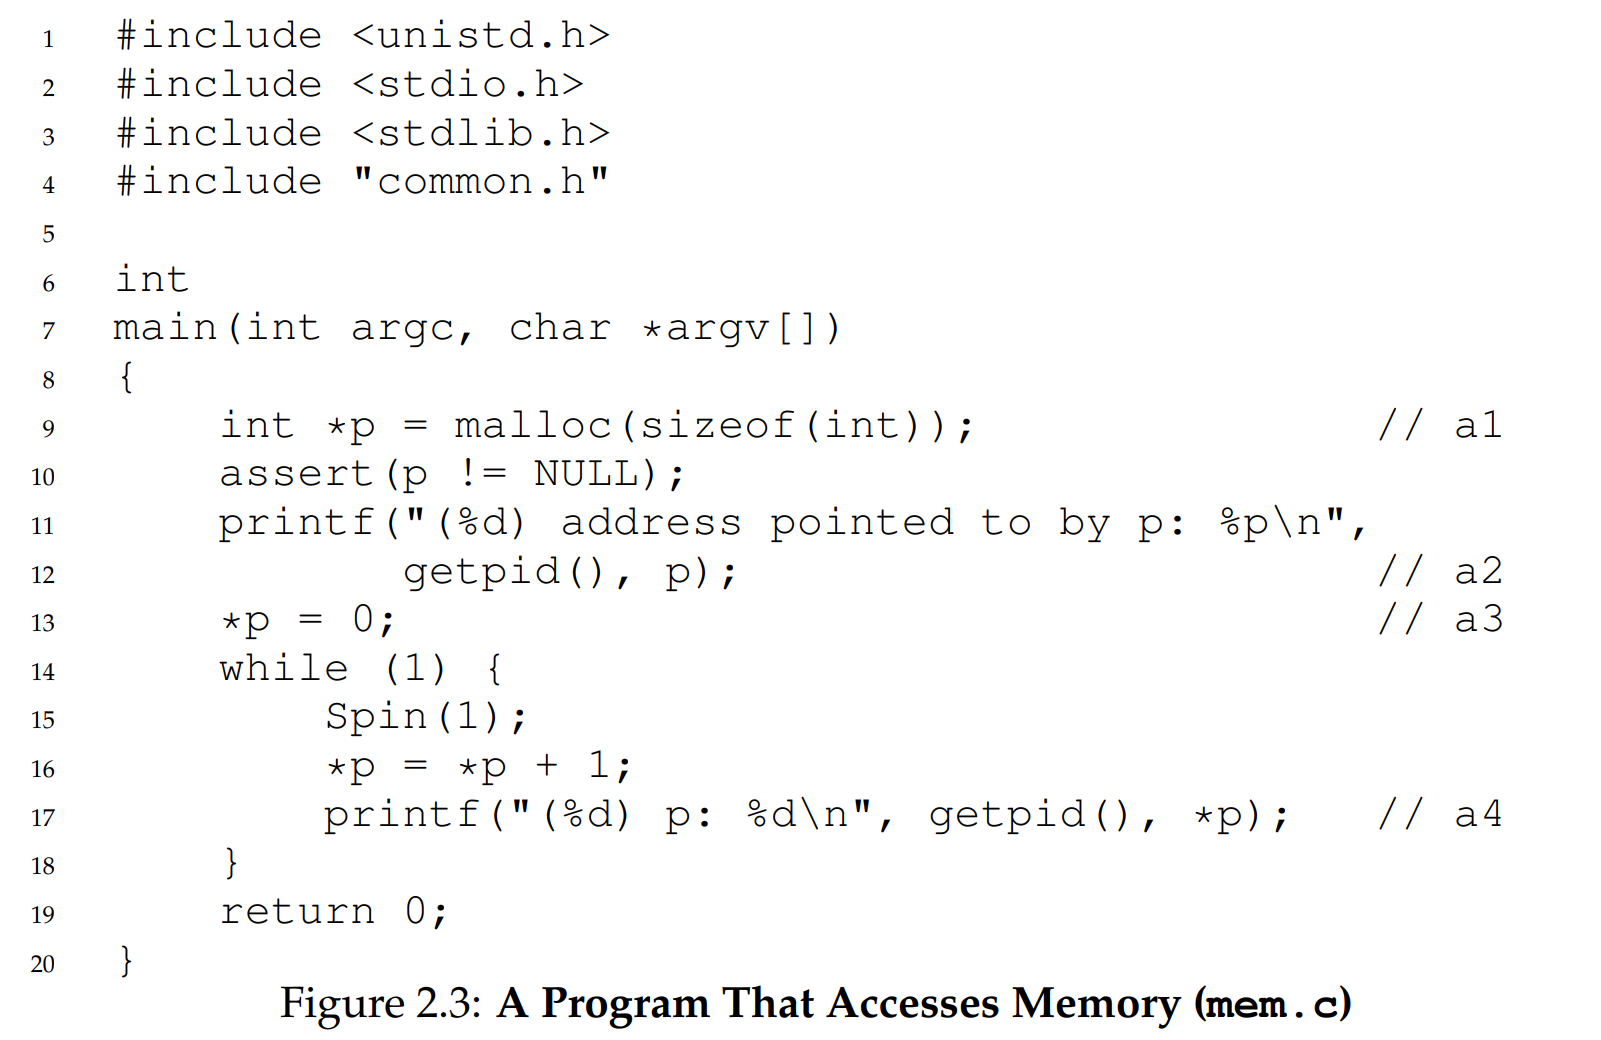 1 #include <unistd.h>
2 #include <stdio.h>
3 #include <stdlib.h>
4 #include "common.h"
5
6 int
7 main(int argc, char *argv[])
8 {
9     int *p = malloc(sizeof(int));                // a1
10     assert(p != NULL);
11     printf("(%d) address pointed to by p: %p\n",
12            getpid(), p);                         // a2
13     *p = 0;                                      // a3
14     while (1) {
15         Spin(1);
16         *p = *p + 1;
17         printf("(%d) p: %d\n", getpid(), *p);    // a4
18     }
19     return 0;
20 }
Figure 2.3: A Program That Accesses Memory (mem.c)